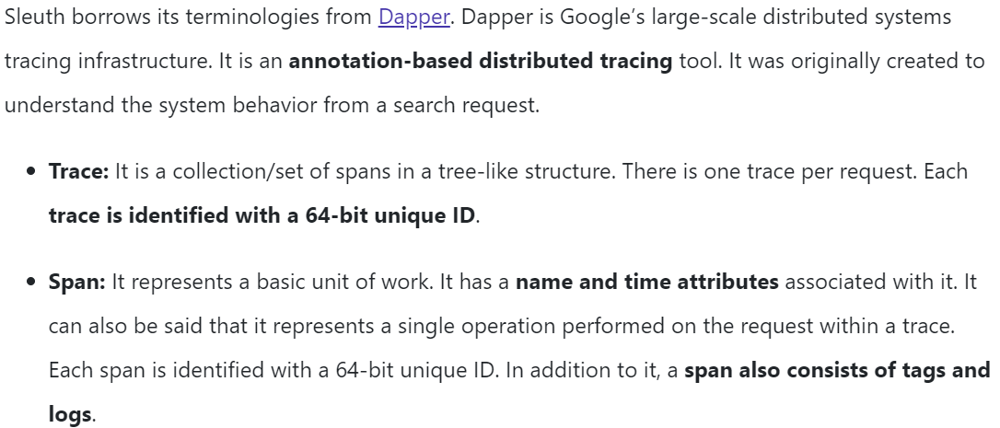 Sleuth borrows its terminologies from Dapper. Dapper is Google's large-scale distributed systems
tracing infrastructure. It is an annotation-based distributed tracing tool. It was originally created to
understand the system behavior from a search request.
• Trace: It is a collection/set of spans in a tree-like structure. There is one trace per request. Each
trace is identified with a 64-bit unique ID.
• Span: It represents a basic unit of work. It has a name and time attributes associated with it. It
can also be said that it represents a single operation performed on the request within a trace.
Each span is identified with a 64-bit unique ID. In addition to it, a span also consists of tags and
logs.